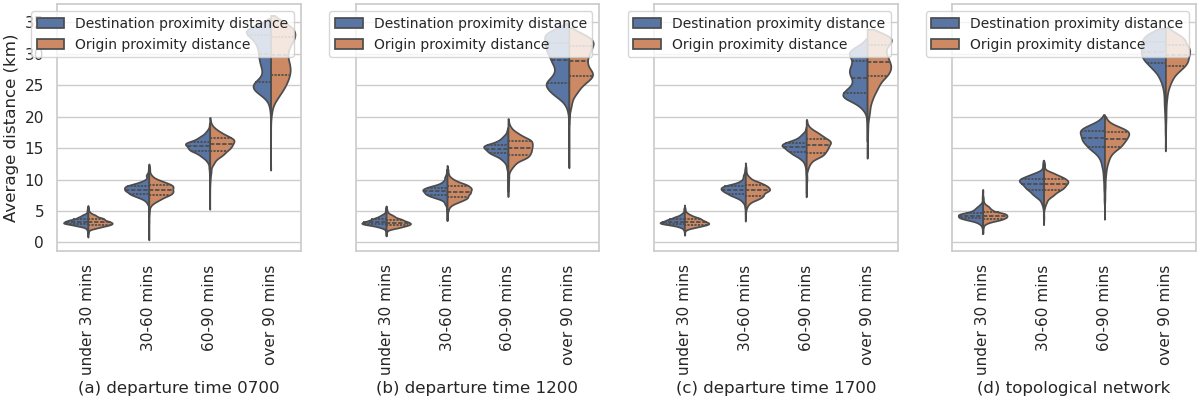 Destination proximity distance
Origin proximity distance
Destination proximity distance
Origin proximity distance
Destination proximity distance
Origin proximity distance
Destination proximity distance
Origin proximity distance
Average distance (km)
25
20
15
10
5
0
under 30 mins
30-60 mins
60-90 mins
over 90 mins
under 30 mins
30-60 mins
60-90 mins
over 90 mins
under 30 mins
30-60 mins
60-90 mins
over 90 mins
under 30 mins
30-60 mins
60-90 mins
over 90 mins
(a) departure time 0700
(b) departure time 1200
(c) departure time 1700
(d) topological network